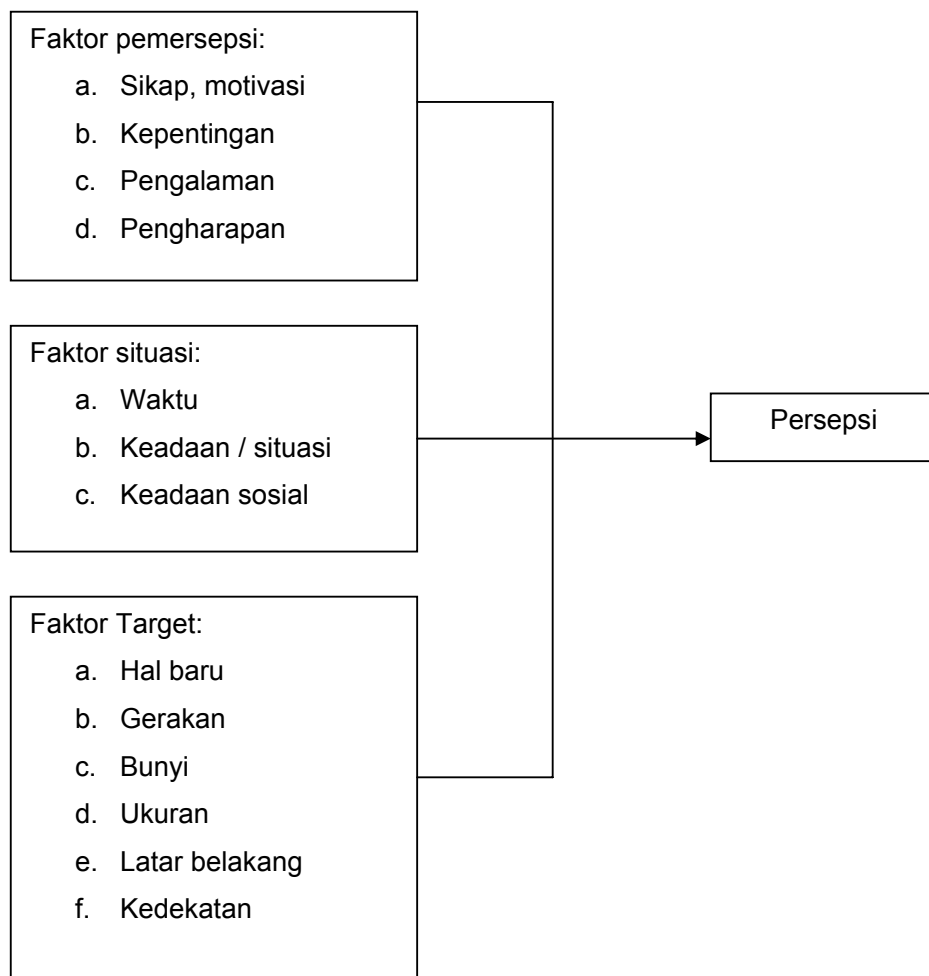 Faktor pemersepsi:
a. Sikap, motivasi
b. Kepentingan
c. Pengalaman
d. Pengharapan
Faktor situasi:
a. Waktu
b. Keadaan / situasi
c. Keadaan sosial
Persepsi
Faktor Target:
a. Hal baru
b. Gerakan
c. Bunyi
d. Ukuran
e. Latar belakang
f. Kedekatan